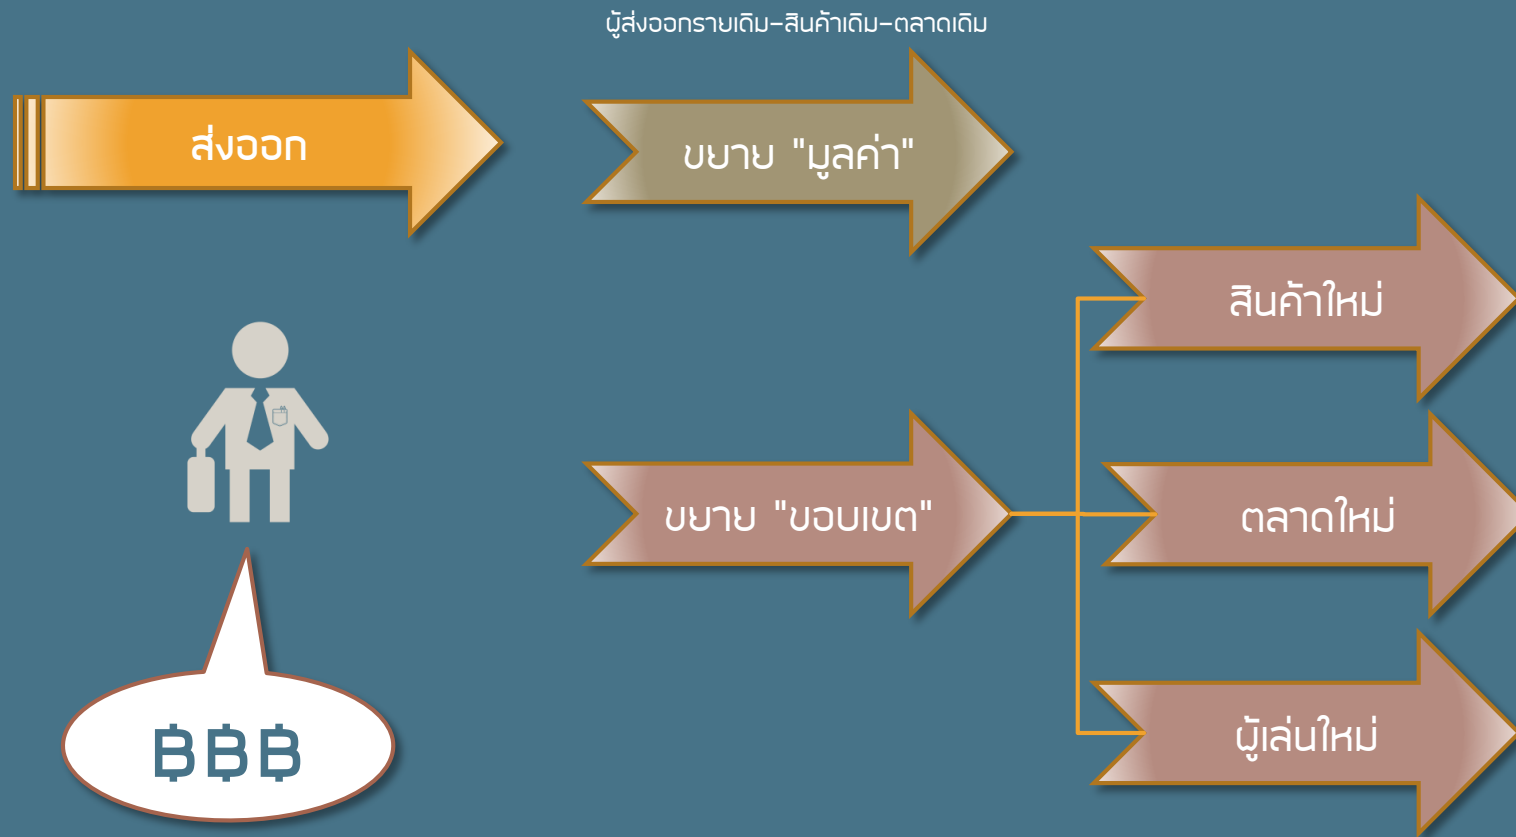 ผู้ส่งออกรายเดิม-สินค้าเดิม-ตลาดเดิม
ส่งออก
ขยาย "มูลค่า"
สินค้าใหม่
ขยาย "ขอบเขต"
ตลาดใหม่
ผู้เล่นใหม่
฿฿฿